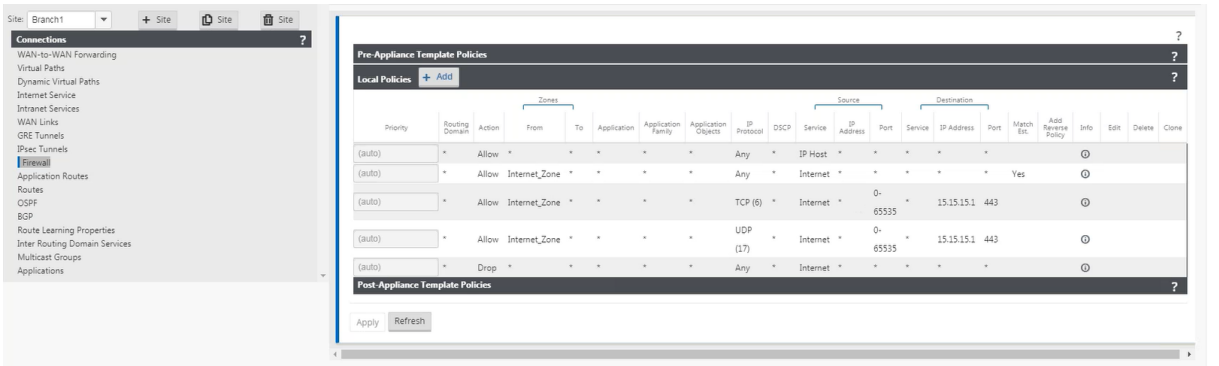 Site: Branch1 + Site Site Site
Connections ?
WAN-to-WAN Forwarding
Virtual Paths
Dynamic Virtual Paths
Internet Service
Intranet Services
WAN Links
GRE Tunnels
IPsec Tunnels
Firewall
Application Routes
Routes
OSPF
BGP
Route Learning Properties
Inter Routing Domain Services
Multicast Groups
Applications
?
Pre-Appliance Template Policies ?
Local Policies + Add ?
Zones Source Destination
Priority Routing Domain Action From To Application Application Family Application Objects IP Protocol DSCP Service IP Address Port Service IP Address Port Match Est. Add Reverse Policy Info Edit Delete Clone
(auto) * Allow * * * * * Any * IP Host * * * * *
(auto) * Allow Internet_Zone * * * * Any * Internet * * * * * Yes
(auto) * Allow Internet_Zone * * * * TCP (6) * Internet * 0-65535 * 15.15.15.1 443
(auto) * Allow Internet_Zone * * * * UDP (17) * Internet * 0-65535 * 15.15.15.1 443
(auto) * Drop * * * * * Any * Internet * * * * *
Post-Appliance Template Policies ?
Apply Refresh